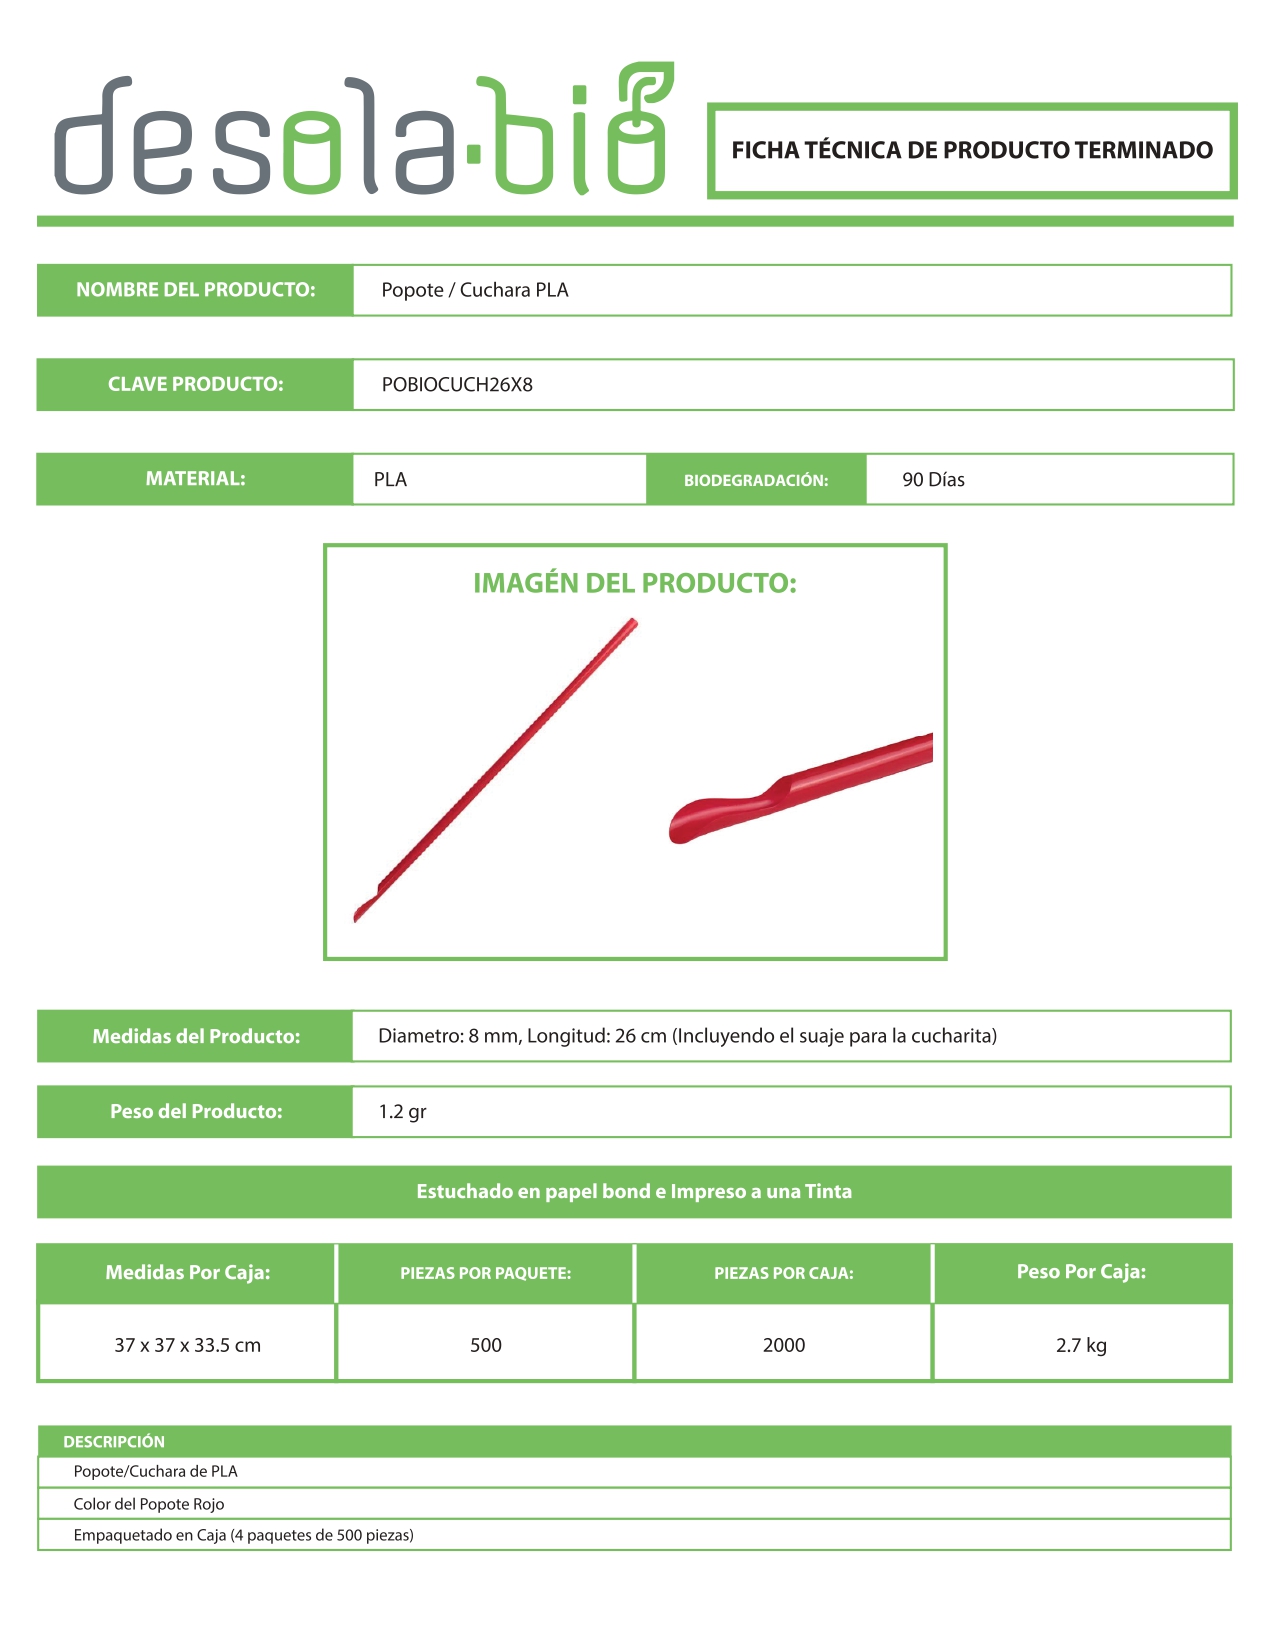 desola·bio
FICHA TÉCNICA DE PRODUCTO TERMINADO
NOMBRE DEL PRODUCTO: Popote / Cuchara PLA
CLAVE PRODUCTO: POBIOCUCH26X8
MATERIAL: PLA BIODEGRADACIÓN: 90 Días
IMAGÉN DEL PRODUCTO:
Medidas del Producto: Diametro: 8 mm, Longitud: 26 cm (Incluyendo el suaje para la cucharita)
Peso del Producto: 1.2 gr
Estuchado en papel bond e Impreso a una Tinta
Medidas Por Caja: PIEZAS POR PAQUETE: PIEZAS POR CAJA: Peso Por Caja:
37 x 37 x 33.5 cm 500 2000 2.7 kg
DESCRIPCIÓN
Popote/Cuchara de PLA
Color del Popote Rojo
Empaquetado en Caja (4 paquetes de 500 piezas)